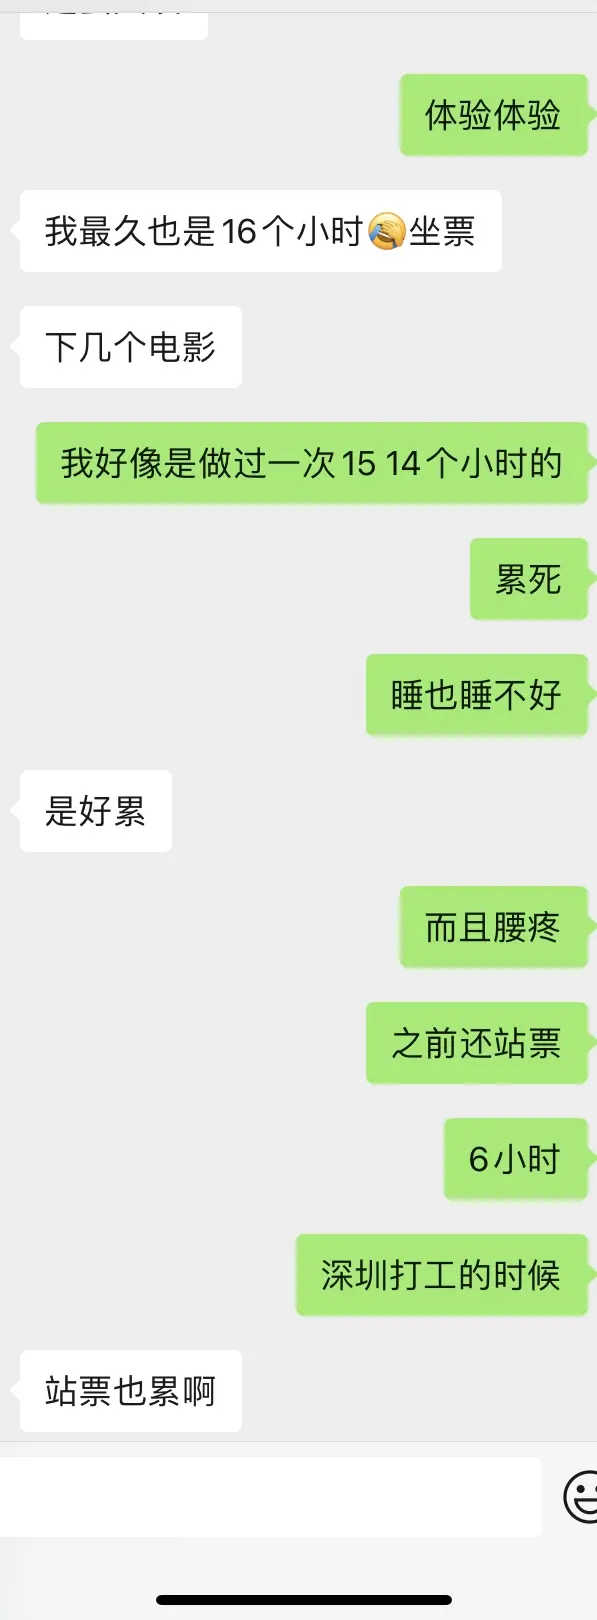 体验体验
我最久也是16个小时🤦坐票
下几个电影
我好像是做过一次15 14个小时的
累死
睡也睡不好
是好累
而且腰疼
之前还站票
6小时
深圳打工的时候
站票也累啊